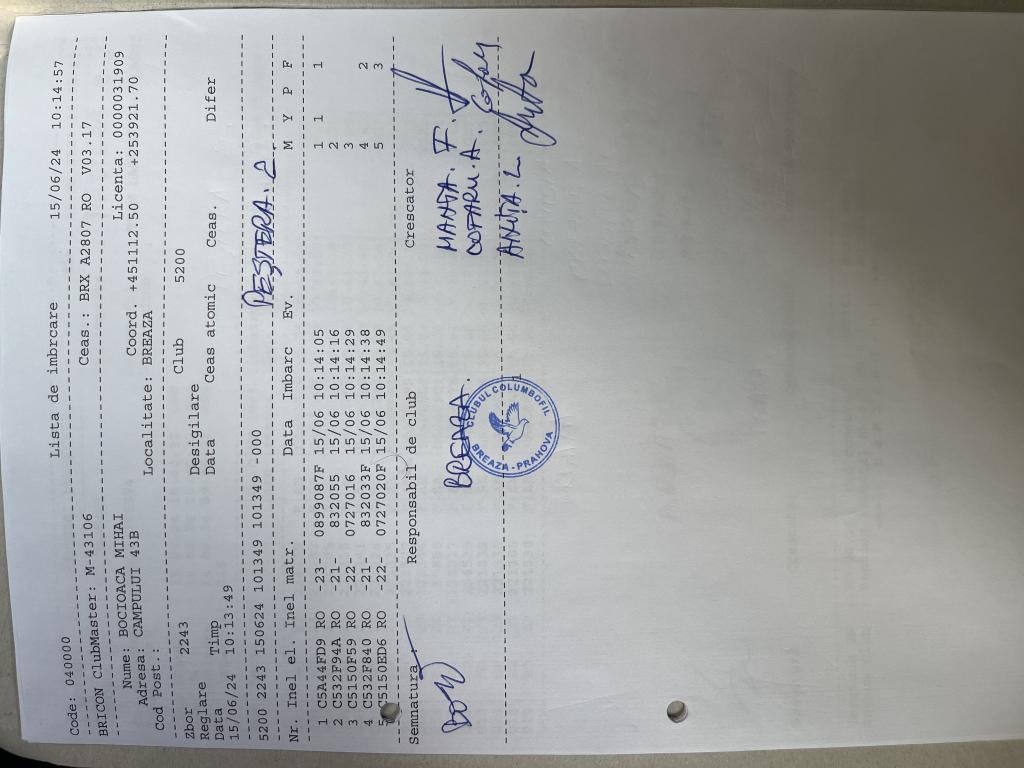 Lista de imbrcare 15/06/24 10:14:57
Code: 040000
BRICON ClubMaster: M-43106 Ceas.: BRX A2807 RO V03.17
Nume: BOCIOACA MIHAI Licenta: 0000031909
Adresa: CAMPULUI 43B Coord. +451112.50 +253921.70
Cod Post.: Localitate: BREAZA
Zbor 2243 Club 5200
Reglare Desigilare
Data Timp Data Ceas atomic Ceas. Difer
15/06/24 10:13:49
5200 2243 150624 101349 101349 -000 PEȘTERA.2
Nr. Inel el. Inel matr. Data Imbarc Ev. M Y P F
1 C5A44FD9 RO -23- 0899087F 15/06 10:14:05 1 1 1
2 C532F94A RO -21- 832055 15/06 10:14:16 2
3 C5150F59 RO -22- 0727016 15/06 10:14:29 3
4 C532F840 RO -21- 832033F 15/06 10:14:38 4 2
5 C5150ED6 RO -22- 0727020F 15/06 10:14:49 5 3
Semnatura: Responsabil de club Crescator
BREAZA. MANTA. F.
COFARU. A.
ANUȚA. L
CLUBUL COLUMBOFIL
BREAZA - PRAHOVA